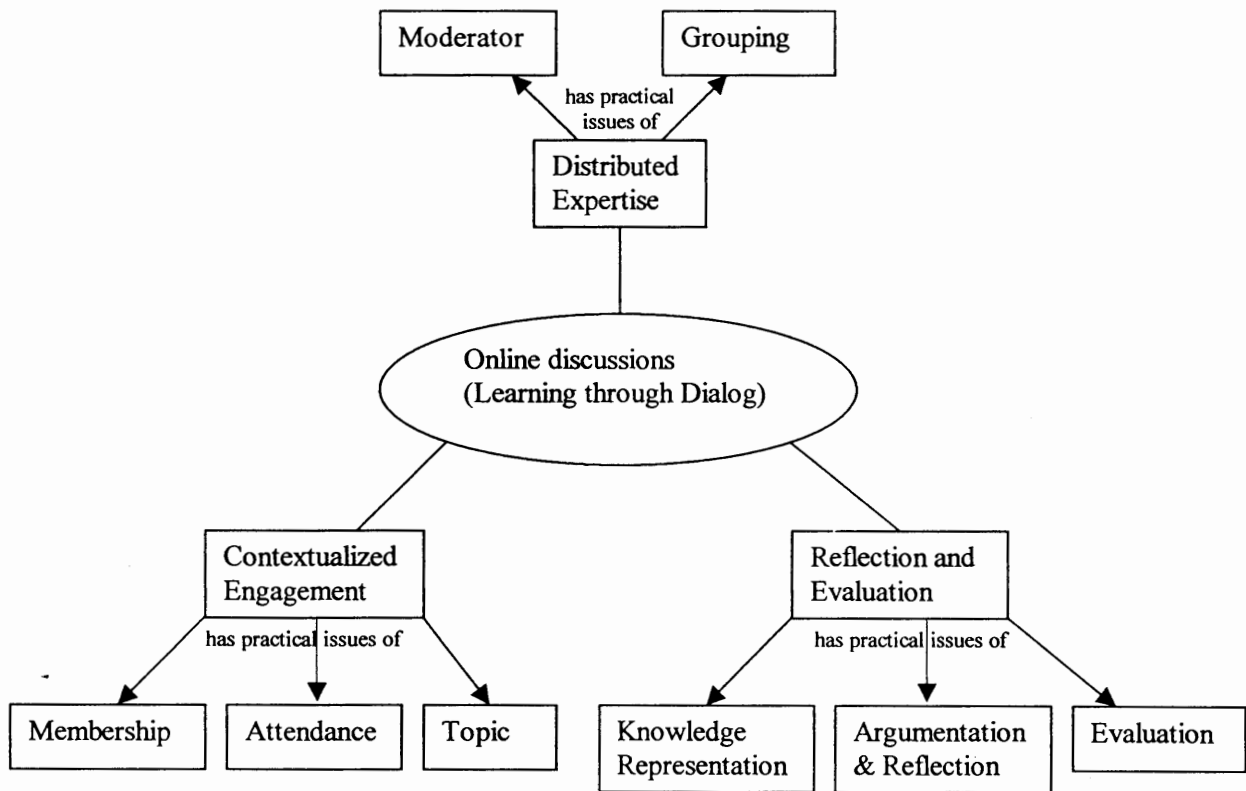 Moderator
Grouping
has practical
issues of
Distributed
Expertise
Online discussions
(Learning through Dialog)
Contextualized
Engagement
Reflection and
Evaluation
has practical issues of
has practical issues of
Membership
Attendance
Topic
Knowledge
Representation
Argumentation
& Reflection
Evaluation